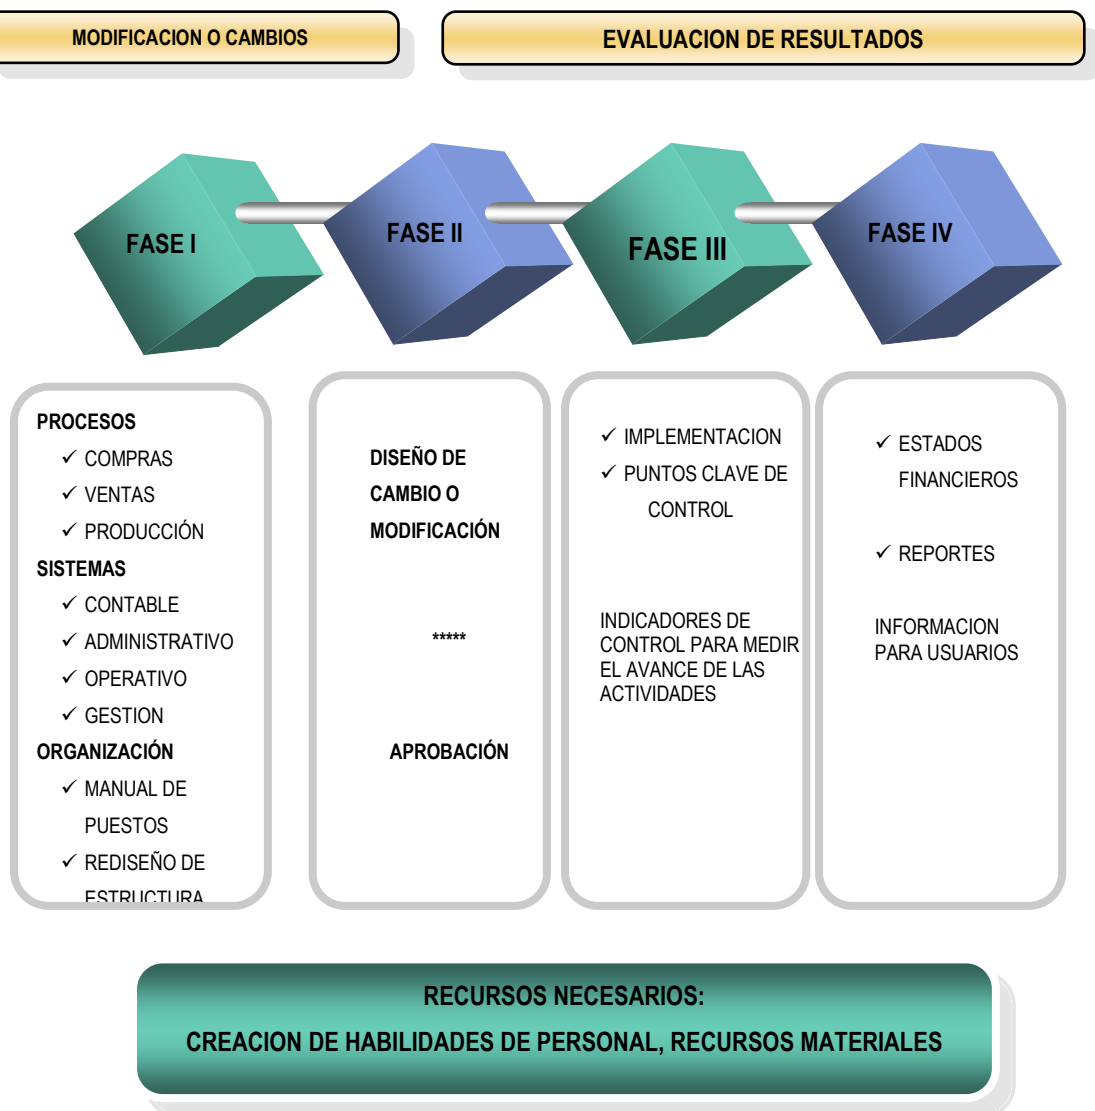 MODIFICACION O CAMBIOS
EVALUACION DE RESULTADOS
FASE I
FASE II
FASE III
FASE IV
PROCESOS
✓ COMPRAS
✓ VENTAS
✓ PRODUCCIÓN
SISTEMAS
✓ CONTABLE
✓ ADMINISTRATIVO
✓ OPERATIVO
✓ GESTION
ORGANIZACIÓN
✓ MANUAL DE
PUESTOS
✓ REDISEÑO DE
ESTRUCTURA
DISEÑO DE
CAMBIO O
MODIFICACIÓN
*****
APROBACIÓN
✓ IMPLEMENTACION
✓ PUNTOS CLAVE DE
CONTROL
INDICADORES DE
CONTROL PARA MEDIR
EL AVANCE DE LAS
ACTIVIDADES
✓ ESTADOS
FINANCIEROS
✓ REPORTES
INFORMACION
PARA USUARIOS
RECURSOS NECESARIOS:
CREACION DE HABILIDADES DE PERSONAL, RECURSOS MATERIALES